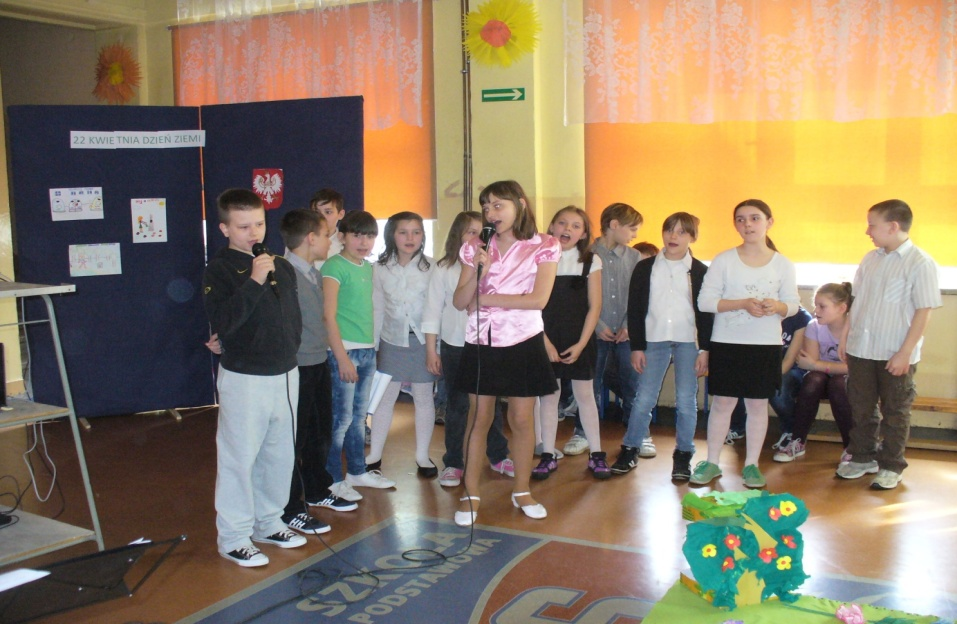 22 KWIETNIA DZIEŃ ZIEMI
SZKOŁA
PODSTAWOWA